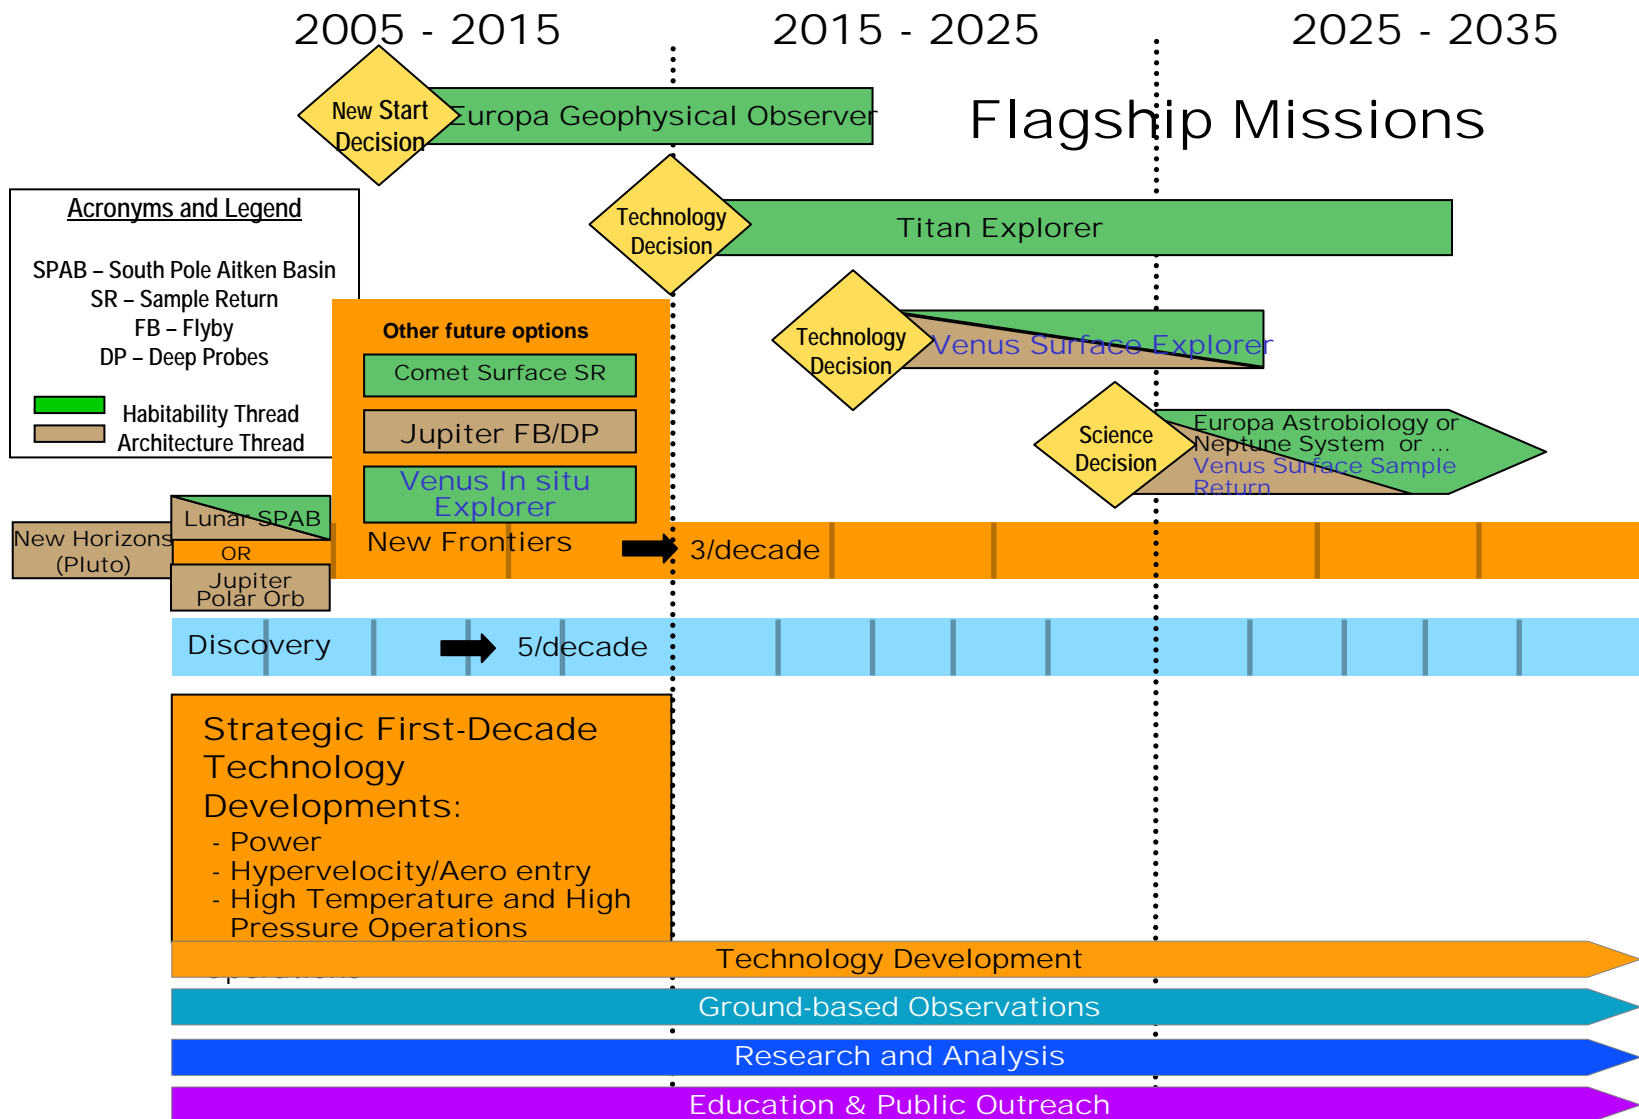 2005 - 2015
2015 - 2025
2025 - 2035
New Start
Decision
Europa Geophysical Observer
Flagship Missions
Technology
Decision
Titan Explorer
Acronyms and Legend
SPAB – South Pole Aitken Basin
SR – Sample Return
FB – Flyby
DP – Deep Probes
Habitability Thread
Architecture Thread
Technology
Decision
Venus Surface Explorer
Science
Decision
Europa Astrobiology or
Neptune System or ...
Venus Surface Sample
Return
Other future options
Comet Surface SR
Jupiter FB/DP
Venus In situ
Explorer
New Horizons
(Pluto)
Lunar SPAB
OR
Jupiter
Polar Orb
New Frontiers
3/decade
Discovery
5/decade
Strategic First-Decade
Technology
Developments:
- Power
- Hypervelocity/Aero entry
- High Temperature and High
Pressure Operations
Technology Development
Ground-based Observations
Research and Analysis
Education & Public Outreach